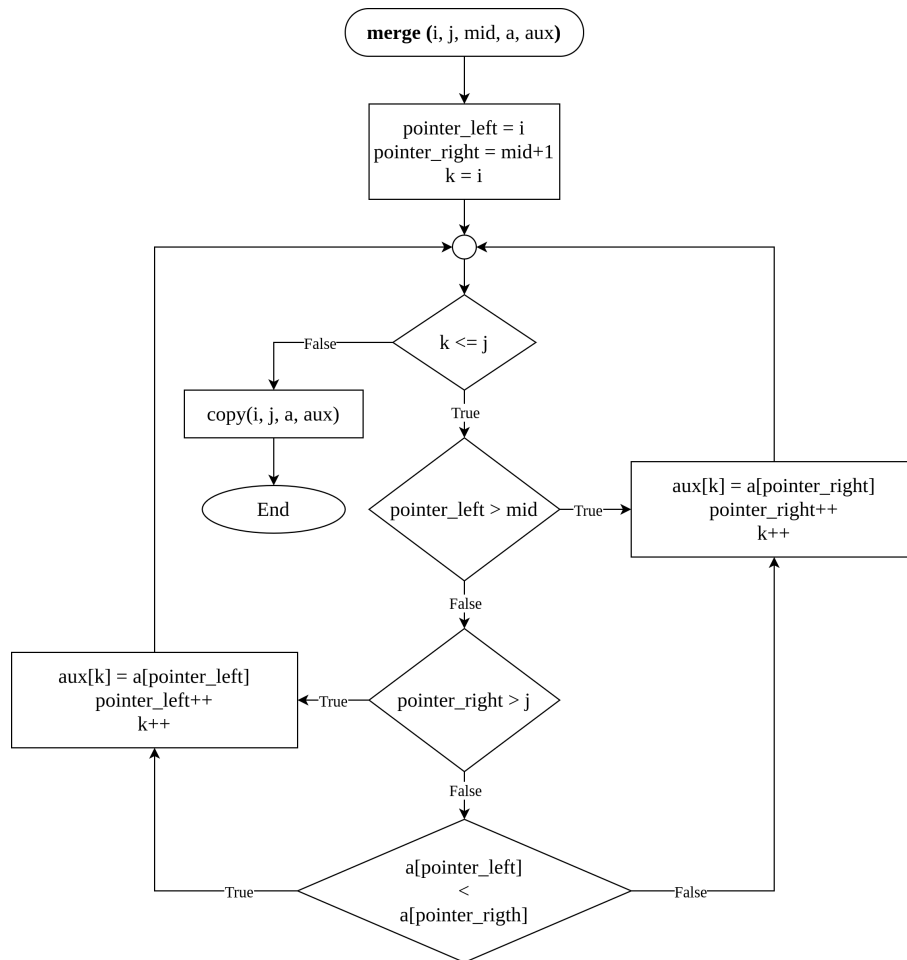 merge (i, j, mid, a, aux)
pointer_left = i
pointer_right = mid+1
k = i
k <= j
False
True
copy(i, j, a, aux)
End
pointer_left > mid
True
aux[k] = a[pointer_right]
pointer_right++
k++
False
aux[k] = a[pointer_left]
pointer_left++
k++
True
pointer_right > j
False
a[pointer_left]
<
a[pointer_rigth]
True
False